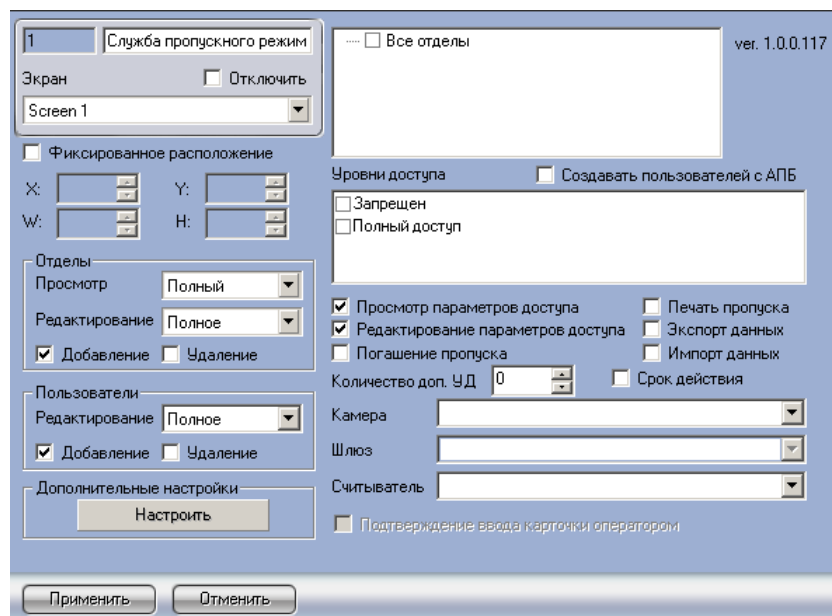 1
Служба пропускного режим
Экран
Отключить
Screen 1
Фиксированное расположение
X:
Y:
W:
H:
Отделы
Просмотр
Полный
Редактирование
Полное
Добавление
Удаление
Пользователи
Редактирование
Полное
Добавление
Удаление
Дополнительные настройки
Настроить
Все отделы
ver. 1.0.0.117
Уровни доступа
Создавать пользователей с АПБ
Запрещен
Полный доступ
Просмотр параметров доступа
Печать пропуска
Редактирование параметров доступа
Экспорт данных
Погашение пропуска
Импорт данных
Количество доп. УД
0
Срок действия
Камера
Шлюз
Считыватель
Подтверждение ввода карточки оператором
Применить
Отменить